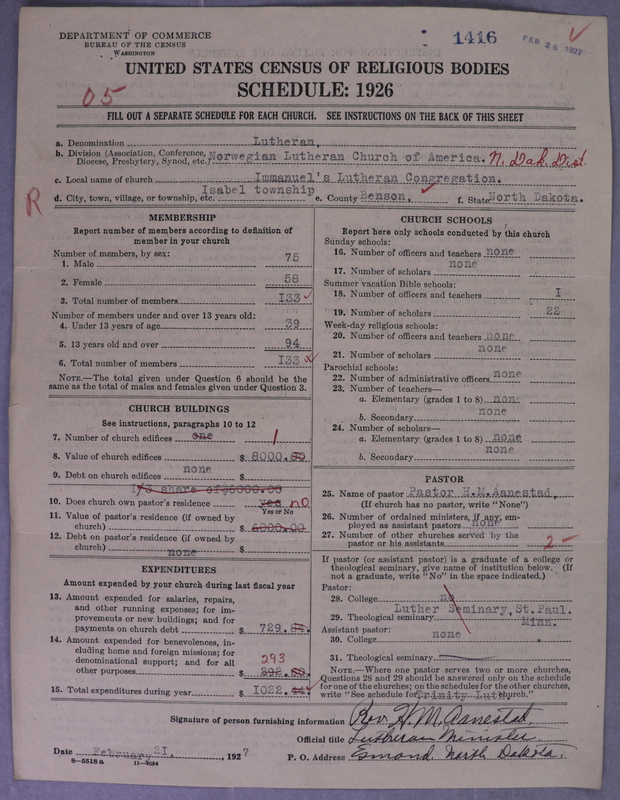 DEPARTMENT OF COMMERCE
BUREAU OF THE CENSUS
WASHINGTON
1416
FEB 26 1927
UNITED STATES CENSUS OF RELIGIOUS BODIES
SCHEDULE: 1926
05
FILL OUT A SEPARATE SCHEDULE FOR EACH CHURCH. SEE INSTRUCTIONS ON THE BACK OF THIS SHEET
a. Denomination Lutheran.
b. Division (Association, Conference, Diocese, Presbytery, Synod, etc.) Norwegian Lutheran Church of America. N. Dak. Dist.
c. Local name of church Immanuel's Lutheran Congregation.
R
d. City, town, village, or township, etc. Isabel township e. County Benson, f. State North Dakota.
MEMBERSHIP
Report number of members according to definition of
member in your church
Number of members, by sex:
1. Male 75
2. Female 58
3. Total number of members 133
Number of members under and over 13 years old:
4. Under 13 years of age 39
5. 13 years old and over 94
6. Total number of members 133
NOTE.—The total given under Question 6 should be the
same as the total of males and females given under Question 3.
CHURCH BUILDINGS
See instructions, paragraphs 10 to 12
7. Number of church edifices one 1
8. Value of church edifices $ 8000.
9. Debt on church edifices none $
1/3 share of $6000.00
10. Does church own pastor's residence yes no
Yes or No
11. Value of pastor's residence (if owned by
church) $ 6000.00
12. Debt on pastor's residence (if owned by
church) none $
EXPENDITURES
Amount expended by your church during last fiscal year
13. Amount expended for salaries, repairs,
and other running expenses; for im-
provements or new buildings; and for
payments on church debt $ 729.
14. Amount expended for benevolences, in-
cluding home and foreign missions; for
denominational support; and for all
other purposes 293 $
15. Total expenditures during year $ 1022.
CHURCH SCHOOLS
Report here only schools conducted by this church
Sunday schools:
16. Number of officers and teachers none
17. Number of scholars none
Summer vacation Bible schools:
18. Number of officers and teachers 1
19. Number of scholars 22
Week-day religious schools:
20. Number of officers and teachers none
21. Number of scholars none
Parochial schools:
22. Number of administrative officers none
23. Number of teachers—
a. Elementary (grades 1 to 8) none
b. Secondary none
24. Number of scholars—
a. Elementary (grades 1 to 8) none
b. Secondary none
PASTOR
25. Name of pastor Pastor H.M.Aanestad,
(If church has no pastor, write "None")
26. Number of ordained ministers, if any, em-
ployed as assistant pastors none
27. Number of other churches served by the
pastor or his assistants 2
If pastor (or assistant pastor) is a graduate of a college or
theological seminary, give name of institution below. (If
not a graduate, write "No" in the space indicated.)
Pastor:
28. College no
29. Theological seminary Luther Seminary, St. Paul. Minn.
Assistant pastor:
30. College none
31. Theological seminary
NOTE.—Where one pastor serves two or more churches,
Questions 28 and 29 should be answered only on the schedule
for one of the churches; on the schedules for the other churches,
write "See schedule for Trinity Luth church."
Signature of person furnishing information Rev. H. M. Aanestad,
Official title Lutheran Minister.
Date February 21, 1927 P. O. Address Esmond, North Dakota.
8—5518 a 11—9054